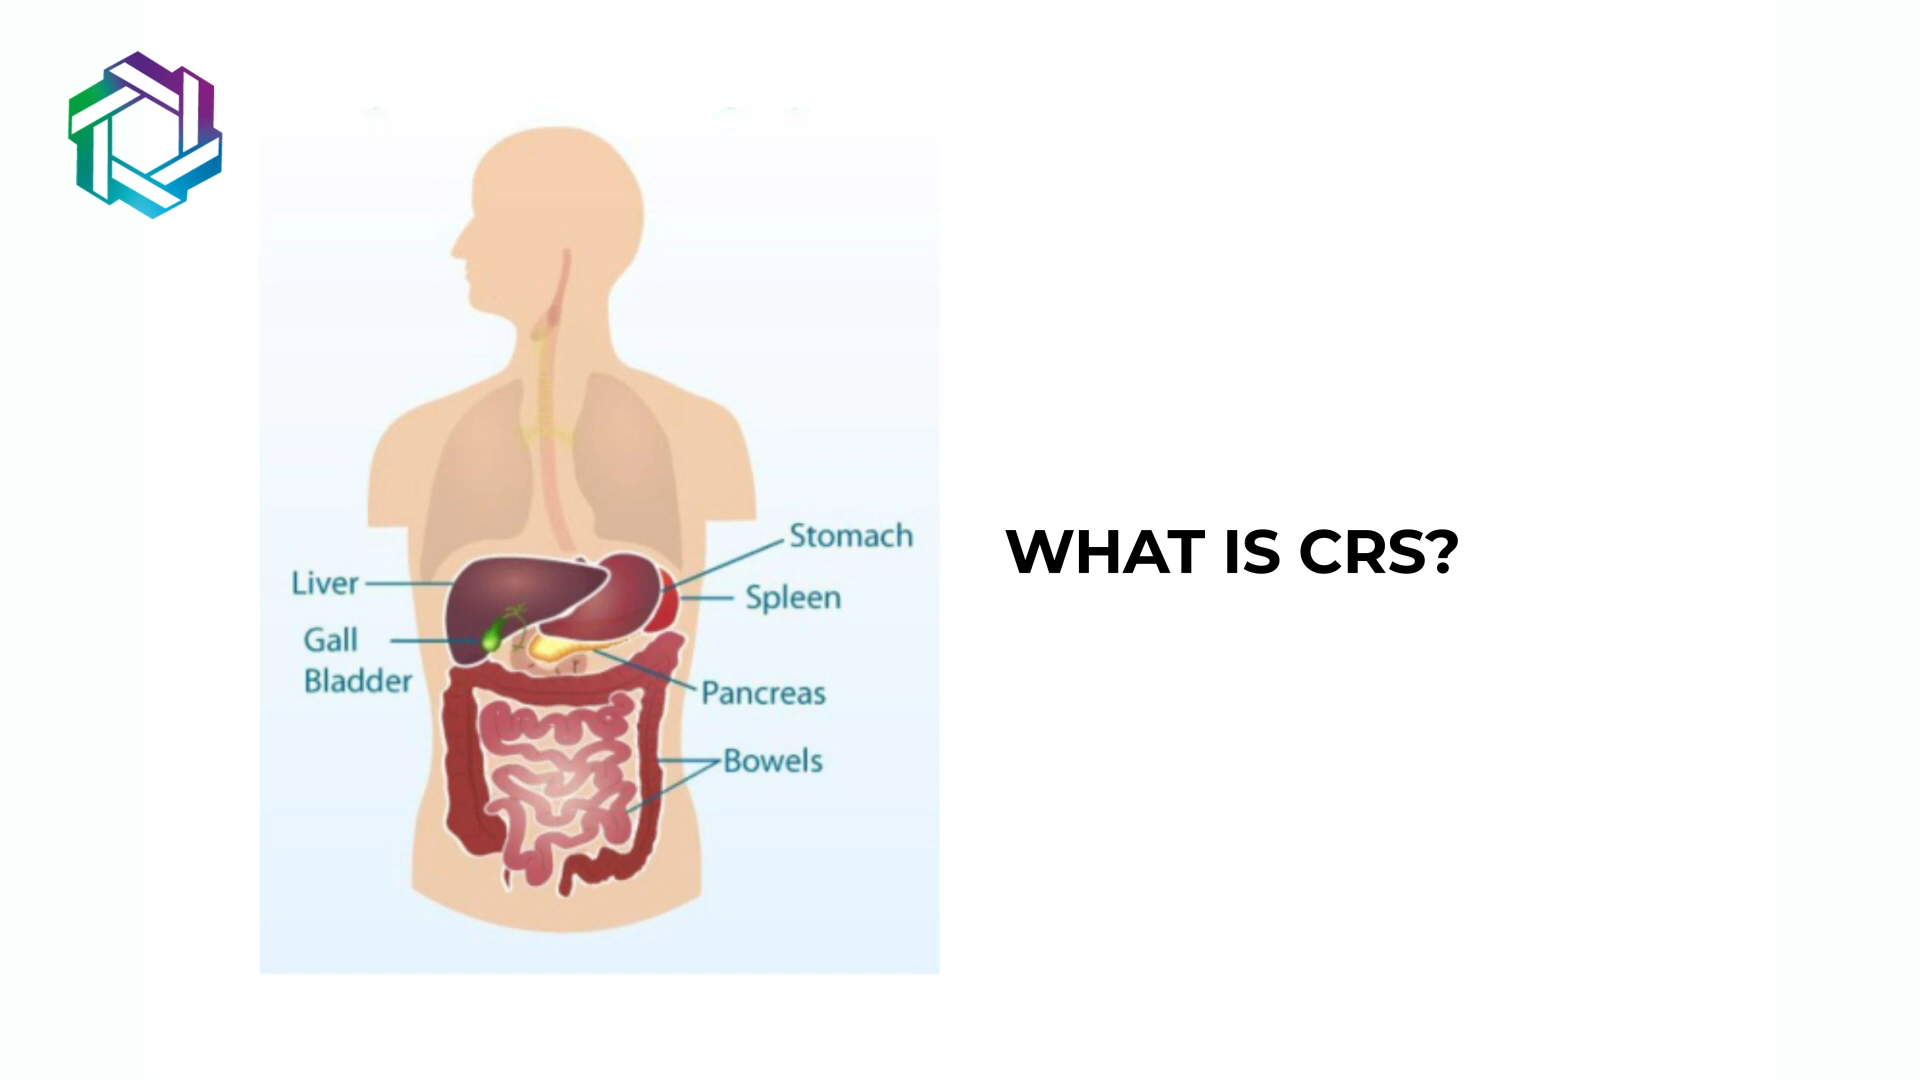 Stomach
Liver
Spleen
Gall
Bladder
Pancreas
Bowels
WHAT IS CRS?